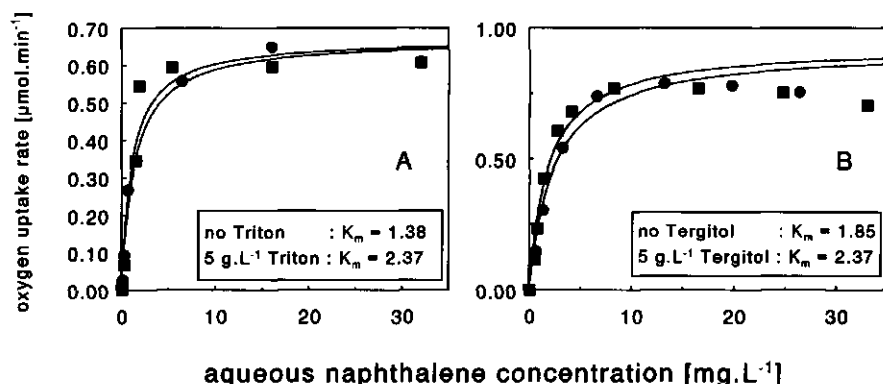 oxygen uptake rate [µmol.min⁻¹]
0.70
0.60
0.50
0.40
0.30
0.20
0.10
0.00
A
no Triton : Kₘ = 1.38
5 g.L⁻¹ Triton : Kₘ = 2.37
0 10 20 30
1.00
0.50
0.00
B
no Tergitol : Kₘ = 1.85
5 g.L⁻¹ Tergitol : Kₘ = 2.37
0 10 20 30
aqueous naphthalene concentration [mg.L⁻¹]